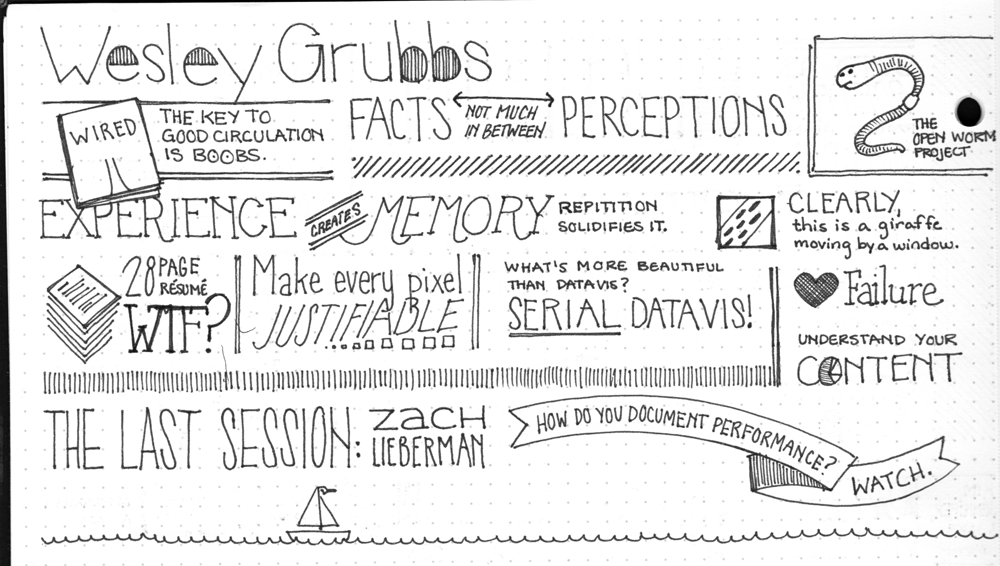 Wesley Grubbs
WIRED
THE KEY TO
GOOD CIRCULATION
IS BOOBS.
FACTS
NOT MUCH
IN BETWEEN
PERCEPTIONS
THE
OPEN WORM
PROJECT
EXPERIENCE
CREATES
MEMORY
REPITITION
SOLIDIFIES IT.
CLEARLY,
this is a giraffe
moving by a window.
28 PAGE
RÉSUMÉ
WTF?
Make every pixel
JUSTIFIABLE
WHAT'S MORE BEAUTIFUL
THAN DATAVIS?
SERIAL DATAVIS!
Failure
UNDERSTAND YOUR
CONTENT
THE LAST SESSION:
ZACH
LIEBERMAN
HOW DO YOU DOCUMENT PERFORMANCE?
WATCH.